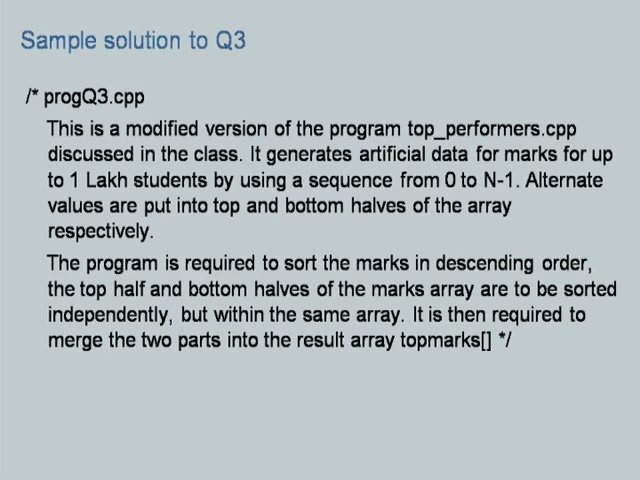 Sample solution to Q3
/* progQ3.cpp
This is a modified version of the program top_performers.cpp
discussed in the class. It generates artificial data for marks for up
to 1 Lakh students by using a sequence from 0 to N-1. Alternate
values are put into top and bottom halves of the array
respectively.
The program is required to sort the marks in descending order,
the top half and bottom halves of the marks array are to be sorted
independently, but within the same array. It is then required to
merge the two parts into the result array topmarks[] */